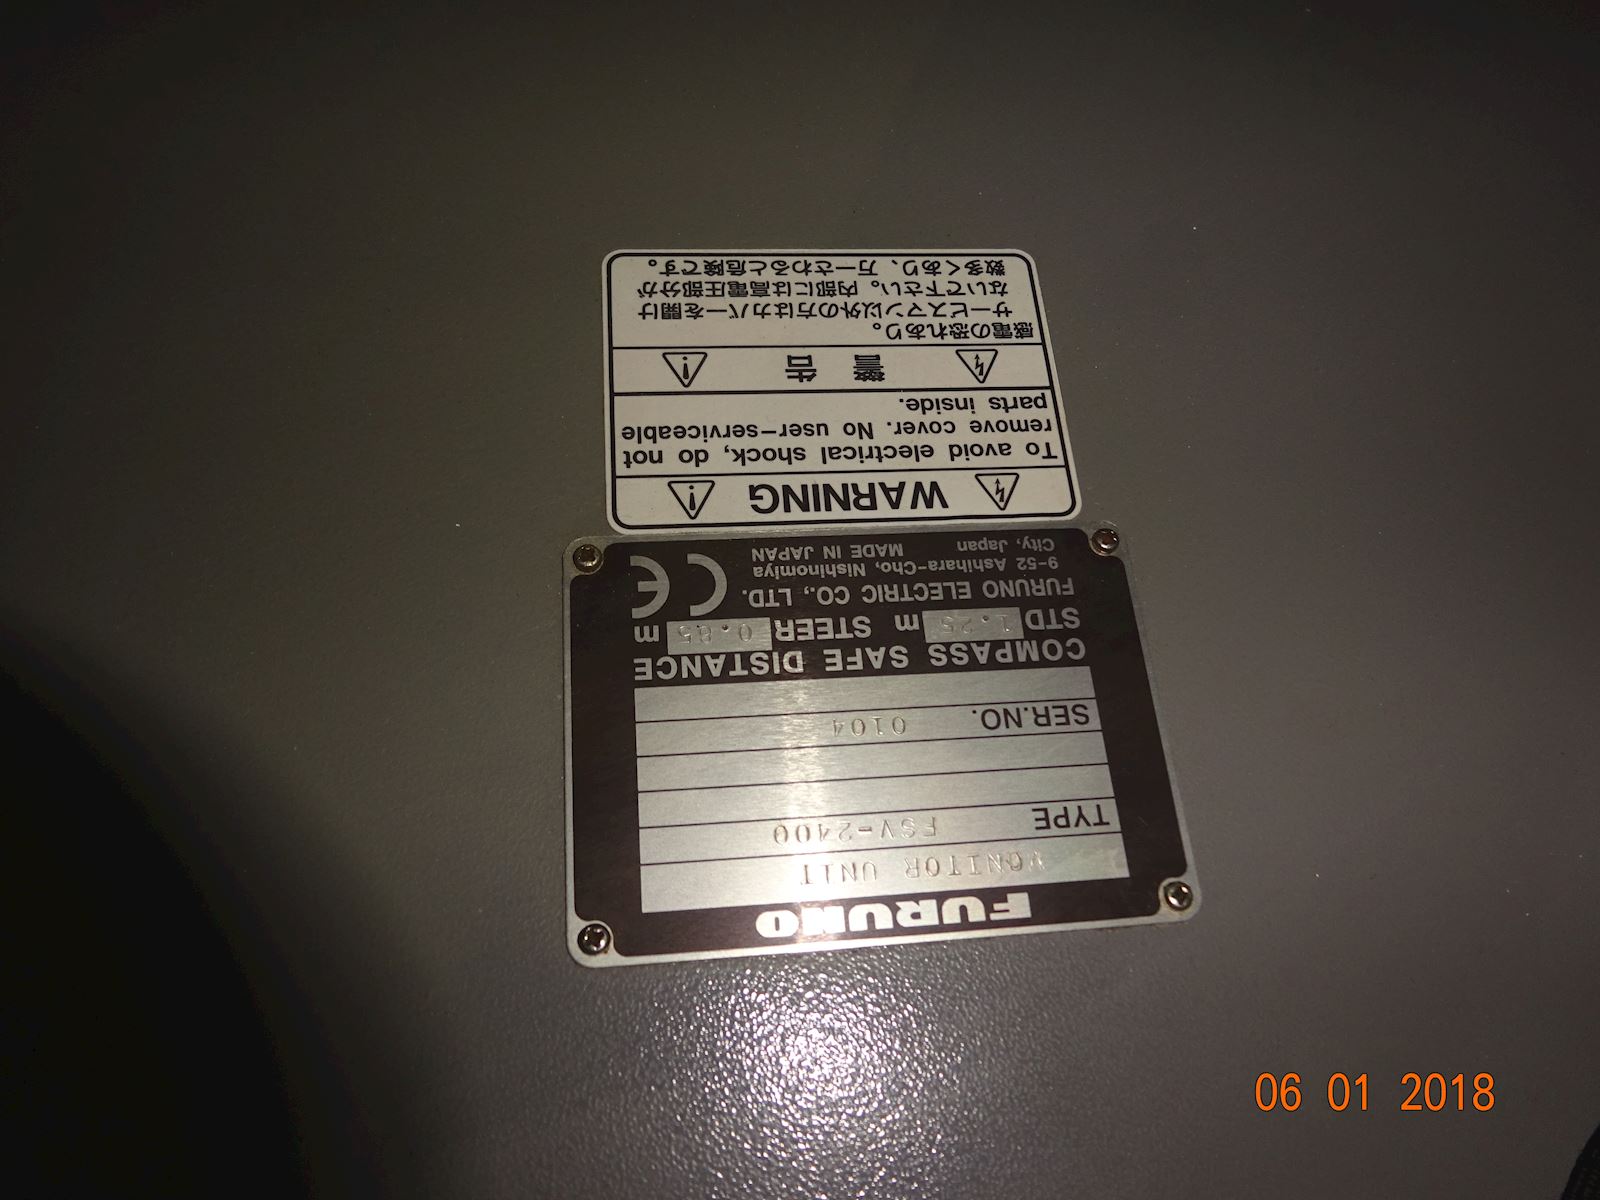 FURUNO
MONITOR UNIT
TYPE FSV-2400
SER.NO. 0104
COMPASS SAFE DISTANCE
STD 1.25 m STEER 0.85 m
FURUNO ELECTRIC CO., LTD.
9-52 Ashihara-Cho, Nishinomiya
City, Japan MADE IN JAPAN
CE
WARNING
To avoid electrical shock, do not
remove cover. No user-serviceable
parts inside.
警告
感電の恐れあり。
サービスマン以外の方はカバーを開け
ないで下さい。内部には高電圧部分が
数多くあり、万一さわると危険です。
06 01 2018